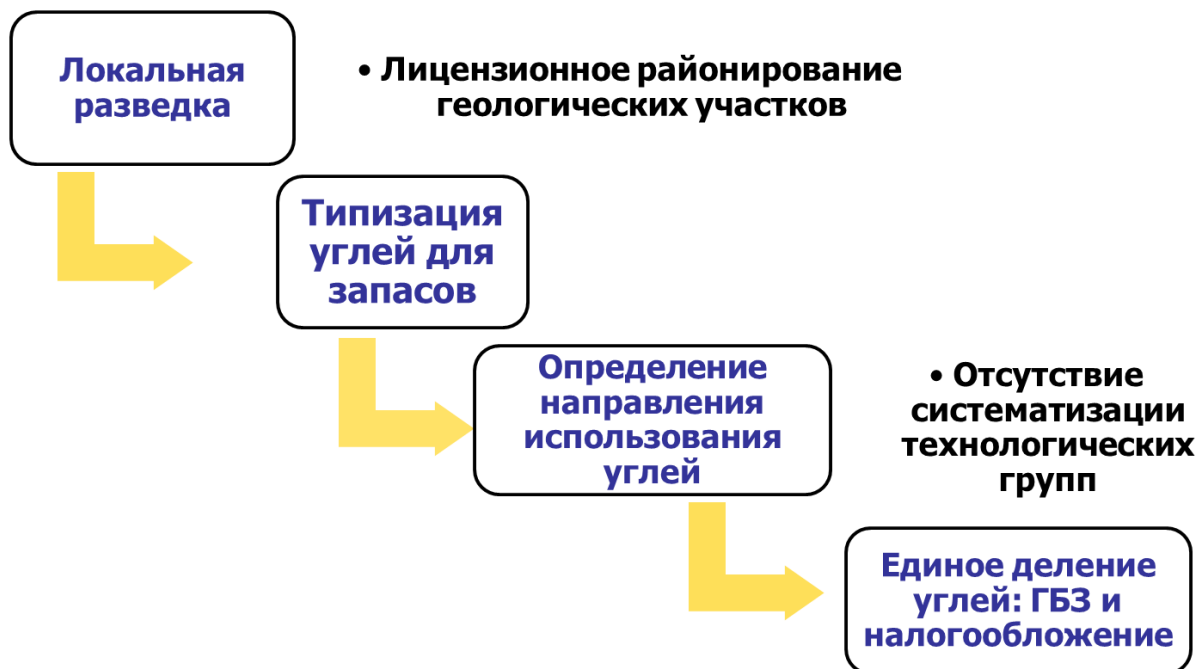 Локальная
разведка
• Лицензионное районирование
геологических участков
Типизация
углей для
запасов
Определение
направления
использования
углей
• Отсутствие
систематизации
технологических
групп
Единое деление
углей: ГБЗ и
налогообложение